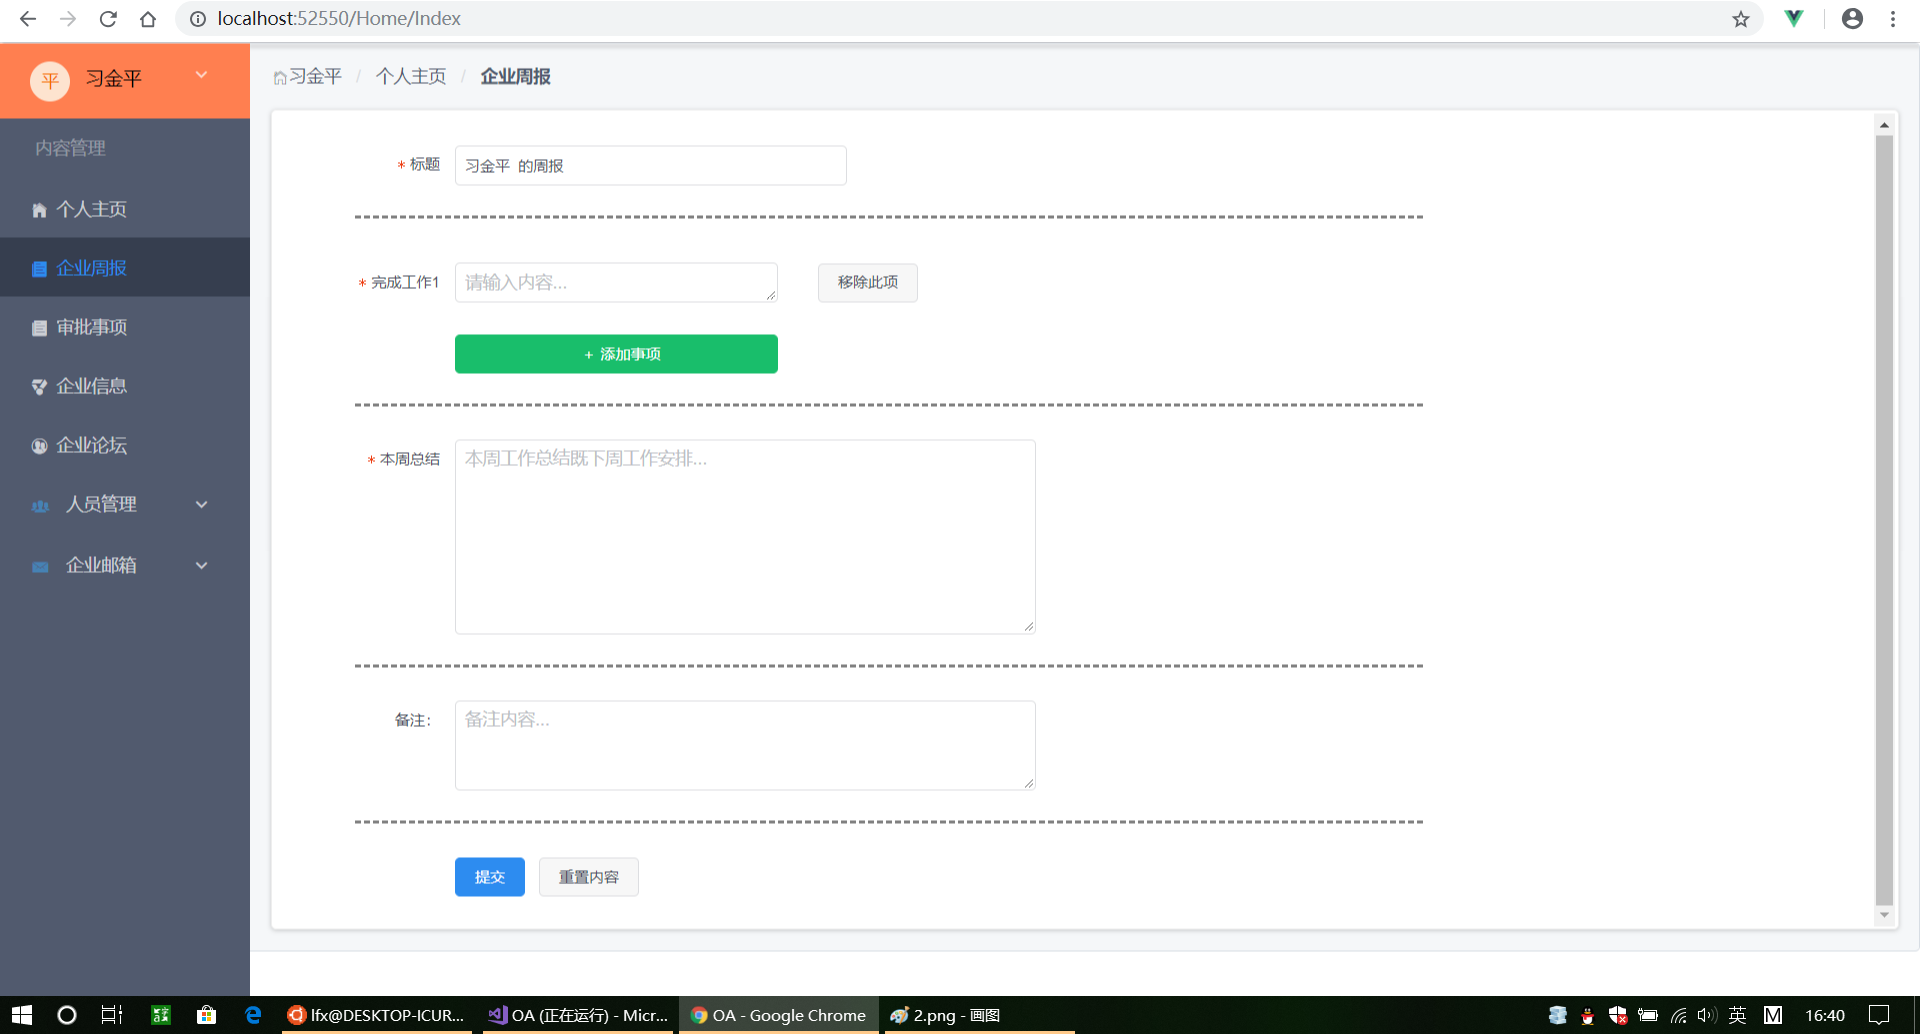 localhost:52550/Home/Index
平 习金平
习金平 / 个人主页 / 企业周报
内容管理
个人主页
企业周报
审批事项
企业信息
企业论坛
人员管理
企业邮箱
* 标题 习金平 的周报
* 完成工作1 请输入内容... 移除此项
+ 添加事项
* 本周总结 本周工作总结既下周工作安排...
备注： 备注内容...
提交 重置内容
lfx@DESKTOP-ICUR... OA (正在运行) - Micr... OA - Google Chrome 2.png - 画图 英 M 16:40